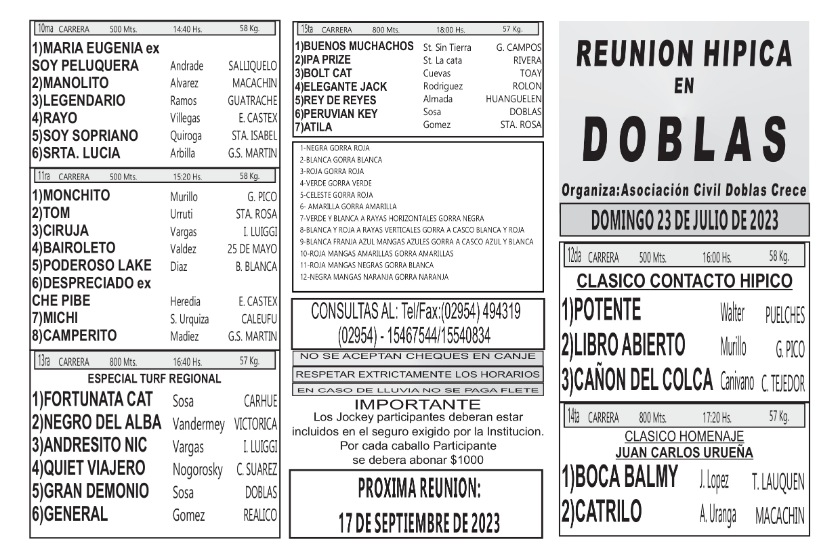 10ma CARRERA 500 Mts. 14:40 Hs. 58 Kg.
1)MARIA EUGENIA ex
SOY PELUQUERA Andrade SALLIQUELO
2)MANOLITO Alvarez MACACHIN
3)LEGENDARIO Ramos GUATRACHE
4)RAYO Villegas E. CASTEX
5)SOY SOPRIANO Quiroga STA. ISABEL
6)SRTA. LUCIA Arbilla G.S. MARTIN
11ra CARRERA 500 Mts. 15:20 Hs. 58 Kg.
1)MONCHITO Murillo G. PICO
2)TOM Urruti STA. ROSA
3)CIRUJA Vargas I. LUIGGI
4)BAIROLETO Valdez 25 DE MAYO
5)PODEROSO LAKE Diaz B. BLANCA
6)DESPRECIADO ex
CHE PIBE Heredia E. CASTEX
7)MICHI S. Urquiza CALEUFU
8)CAMPERITO Madiez G.S. MARTIN
13ra CARRERA 800 Mts. 16:40 Hs. 57 Kg.
ESPECIAL TURF REGIONAL
1)FORTUNATA CAT Sosa CARHUE
2)NEGRO DEL ALBA Vandermey VICTORICA
3)ANDRESITO NIC Vargas I. LUIGGI
4)QUIET VIAJERO Nogorosky C. SUAREZ
5)GRAN DEMONIO Sosa DOBLAS
6)GENERAL Gomez REALICO
15ta CARRERA 800 Mts. 18:00 Hs. 57 Kg.
1)BUENOS MUCHACHOS St. Sin Tierra G. CAMPOS
2)IPA PRIZE St. La cata RIVERA
3)BOLT CAT Cuevas TOAY
4)ELEGANTE JACK Rodriguez ROLON
5)REY DE REYES Almada HUANGUELEN
6)PERUVIAN KEY Sosa DOBLAS
7)ATILA Gomez STA. ROSA
1-NEGRA GORRA ROJA
2-BLANCA GORRA BLANCA
3-ROJA GORRA ROJA
4-VERDE GORRA VERDE
5-CELESTE GORRA ROJA
6- AMARILLA GORRA AMARILLA
7-VERDE Y BLANCA A RAYAS HORIZONTALES GORRA NEGRA
8-BLANCA Y ROJA A RAYAS VERTICALES GORRA A CASCO BLANCA Y ROJA
9-BLANCA FRANJA AZUL MANGAS AZULES GORRA A CASCO AZUL Y BLANCA
10-ROJA MANGAS AMARILLAS GORRA AMARILLAS
11-ROJA MANGAS NEGRAS GORRA BLANCA
12-NEGRA MANGAS NARANJA GORRA NARANJA
CONSULTAS AL: Tel/Fax:(02954) 494319
(02954) - 15467544/15540834
NO SE ACEPTAN CHEQUES EN CANJE
RESPETAR EXTRICTAMENTE LOS HORARIOS
EN CASO DE LLUVIA NO SE PAGA FLETE
IMPORTANTE
Los Jockey participantes deberan estar
incluidos en el seguro exigido por la Institucion.
Por cada caballo Participante
se debera abonar $1000
PROXIMA REUNION:
17 DE SEPTIEMBRE DE 2023
REUNION HIPICA
EN
DOBLAS
Organiza:Asociación Civil Doblas Crece
DOMINGO 23 DE JULIO DE 2023
12da CARRERA 500 Mts. 16:00 Hs. 58 Kg.
CLASICO CONTACTO HIPICO
1)POTENTE Walter PUELCHES
2)LIBRO ABIERTO Murillo G. PICO
3)CAÑON DEL COLCA Canivano C. TEJEDOR
14ta CARRERA 800 Mts. 17:20 Hs. 57 Kg.
CLASICO HOMENAJE
JUAN CARLOS URUEÑA
1)BOCA BALMY J. Lopez T. LAUQUEN
2)CATRILO A. Uranga MACACHIN